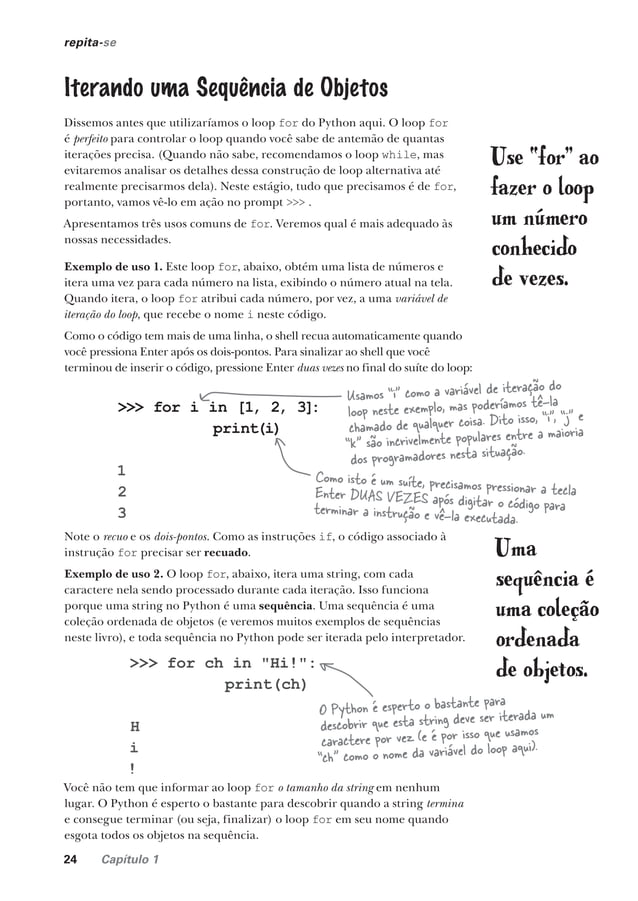 repita-se
Iterando uma Sequência de Objetos
Dissemos antes que utilizaríamos o loop for do Python aqui. O loop for
é perfeito para controlar o loop quando você sabe de antemão de quantas
iterações precisa. (Quando não sabe, recomendamos o loop while, mas
evitaremos analisar os detalhes dessa construção de loop alternativa até
realmente precisarmos dela). Neste estágio, tudo que precisamos é de for,
portanto, vamos vê-lo em ação no prompt >>> .
Apresentamos três usos comuns de for. Veremos qual é mais adequado às
nossas necessidades.
Use "for" ao
fazer o loop
um número
conhecido
de vezes.
Exemplo de uso 1. Este loop for, abaixo, obtém uma lista de números e
itera uma vez para cada número na lista, exibindo o número atual na tela.
Quando itera, o loop for atribui cada número, por vez, a uma variável de
iteração do loop, que recebe o nome i neste código.
Como o código tem mais de uma linha, o shell recua automaticamente quando
você pressiona Enter após os dois-pontos. Para sinalizar ao shell que você
terminou de inserir o código, pressione Enter duas vezes no final do suíte do loop:
>>> for i in [1, 2, 3]:
print(i)
1
2
3
Usamos "i" como a variável de iteração do
loop neste exemplo, mas poderíamos tê-la
chamado de qualquer coisa. Dito isso, "i", "j" e
"k" são incrivelmente populares entre a maioria
dos programadores nesta situação.
Como isto é um suíte, precisamos pressionar a tecla
Enter DUAS VEZES após digitar o código para
terminar a instrução e vê-la executada.
Note o recuo e os dois-pontos. Como as instruções if, o código associado à
instrução for precisar ser recuado.
Exemplo de uso 2. O loop for, abaixo, itera uma string, com cada
caractere nela sendo processado durante cada iteração. Isso funciona
porque uma string no Python é uma sequência. Uma sequência é uma
coleção ordenada de objetos (e veremos muitos exemplos de sequências
neste livro), e toda sequência no Python pode ser iterada pelo interpretador.
Uma
sequência é
uma coleção
ordenada
de objetos.
>>> for ch in "Hi!":
print(ch)
H
i
!
O Python é esperto o bastante para
descobrir que esta string deve ser iterada um
caractere por vez (e é por isso que usamos
"ch" como o nome da variável do loop aqui).
Você não tem que informar ao loop for o tamanho da string em nenhum
lugar. O Python é esperto o bastante para descobrir quando a string termina
e consegue terminar (ou seja, finalizar) o loop for em seu nome quando
esgota todos os objetos na sequência.
24 Capítulo 1